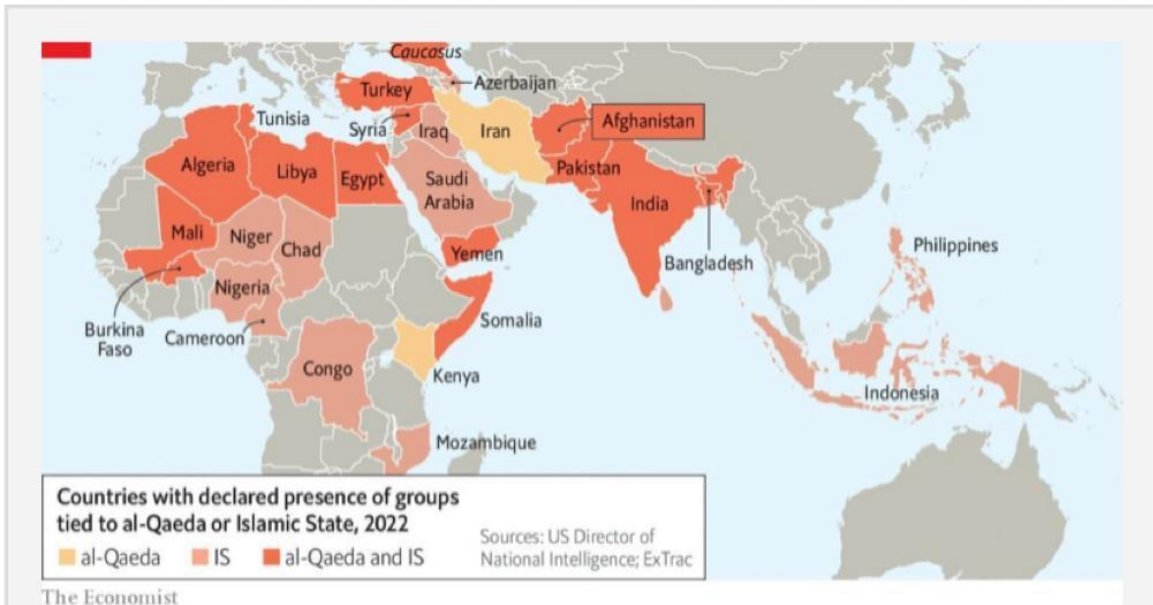 Caucasus
Azerbaijan
Turkey
Tunisia
Syria
Iraq
Iran
Afghanistan
Algeria
Libya
Egypt
Saudi
Arabia
Pakistan
India
Mali
Niger
Chad
Yemen
Bangladesh
Philippines
Nigeria
Burkina
Faso
Cameroon
Somalia
Congo
Kenya
Indonesia
Mozambique
Countries with declared presence of groups
tied to al-Qaeda or Islamic State, 2022
al-Qaeda IS al-Qaeda and IS
Sources: US Director of
National Intelligence; ExTrac
The Economist